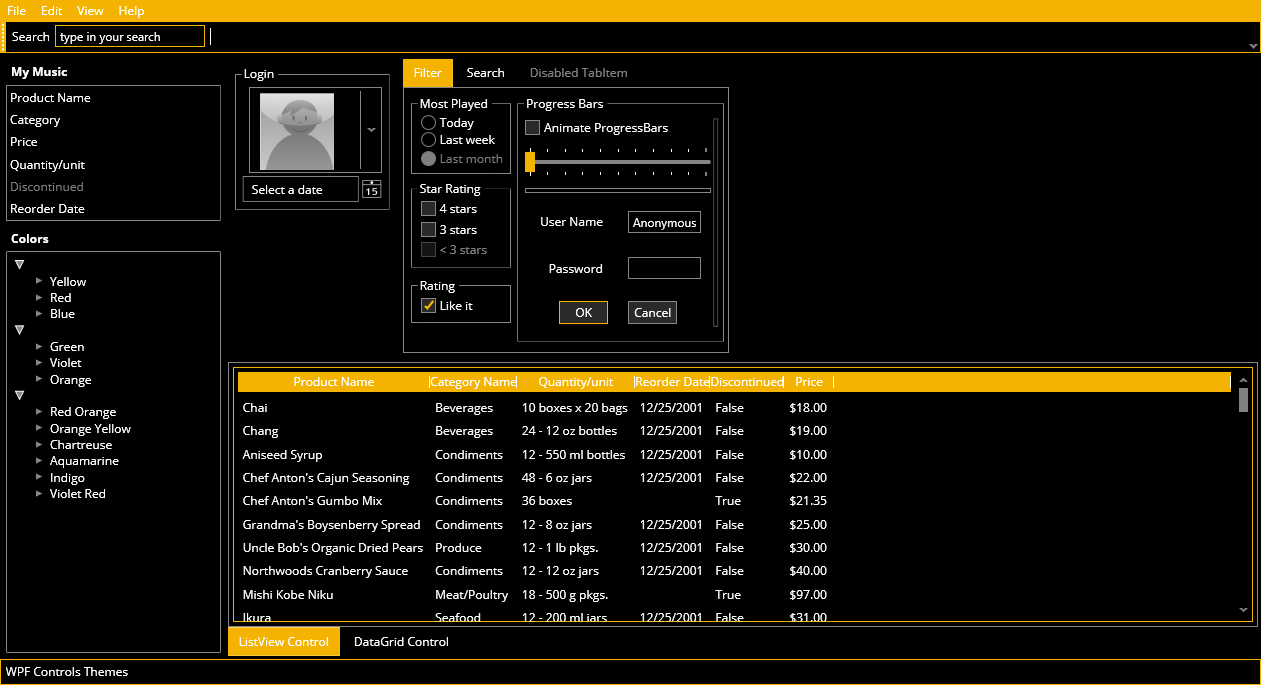 File Edit View Help
Search type in your search
My Music
Product Name
Category
Price
Quantity/unit
Discontinued
Reorder Date
Colors
Yellow
Red
Blue
Green
Violet
Orange
Red Orange
Orange Yellow
Chartreuse
Aquamarine
Indigo
Violet Red
Login
Select a date 15
Filter Search Disabled TabItem
Most Played
Today
Last week
Last month
Star Rating
4 stars
3 stars
< 3 stars
Rating
Like it
Progress Bars
Animate ProgressBars
User Name Anonymous
Password
OK Cancel
Product Name Category Name Quantity/unit Reorder Date Discontinued Price
Chai Beverages 10 boxes x 20 bags 12/25/2001 False $18.00
Chang Beverages 24 - 12 oz bottles 12/25/2001 False $19.00
Aniseed Syrup Condiments 12 - 550 ml bottles 12/25/2001 False $10.00
Chef Anton's Cajun Seasoning Condiments 48 - 6 oz jars 12/25/2001 False $22.00
Chef Anton's Gumbo Mix Condiments 36 boxes True $21.35
Grandma's Boysenberry Spread Condiments 12 - 8 oz jars 12/25/2001 False $25.00
Uncle Bob's Organic Dried Pears Produce 12 - 1 lb pkgs. 12/25/2001 False $30.00
Northwoods Cranberry Sauce Condiments 12 - 12 oz jars 12/25/2001 False $40.00
Mishi Kobe Niku Meat/Poultry 18 - 500 g pkgs. True $97.00
Ikura Seafood 12 - 200 ml jars 12/25/2001 False $31.00
ListView Control DataGrid Control
WPF Controls Themes